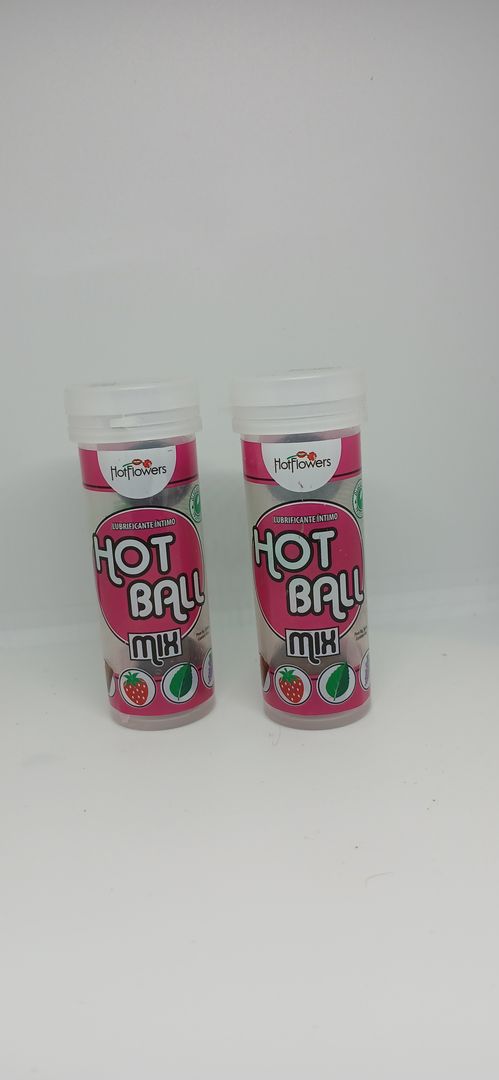 HotFlowers
LUBRIFICANTE ÍNTIMO
HOT
BALL
MIX
HotFlowers
LUBRIFICANTE ÍNTIMO
HOT
BALL
MIX